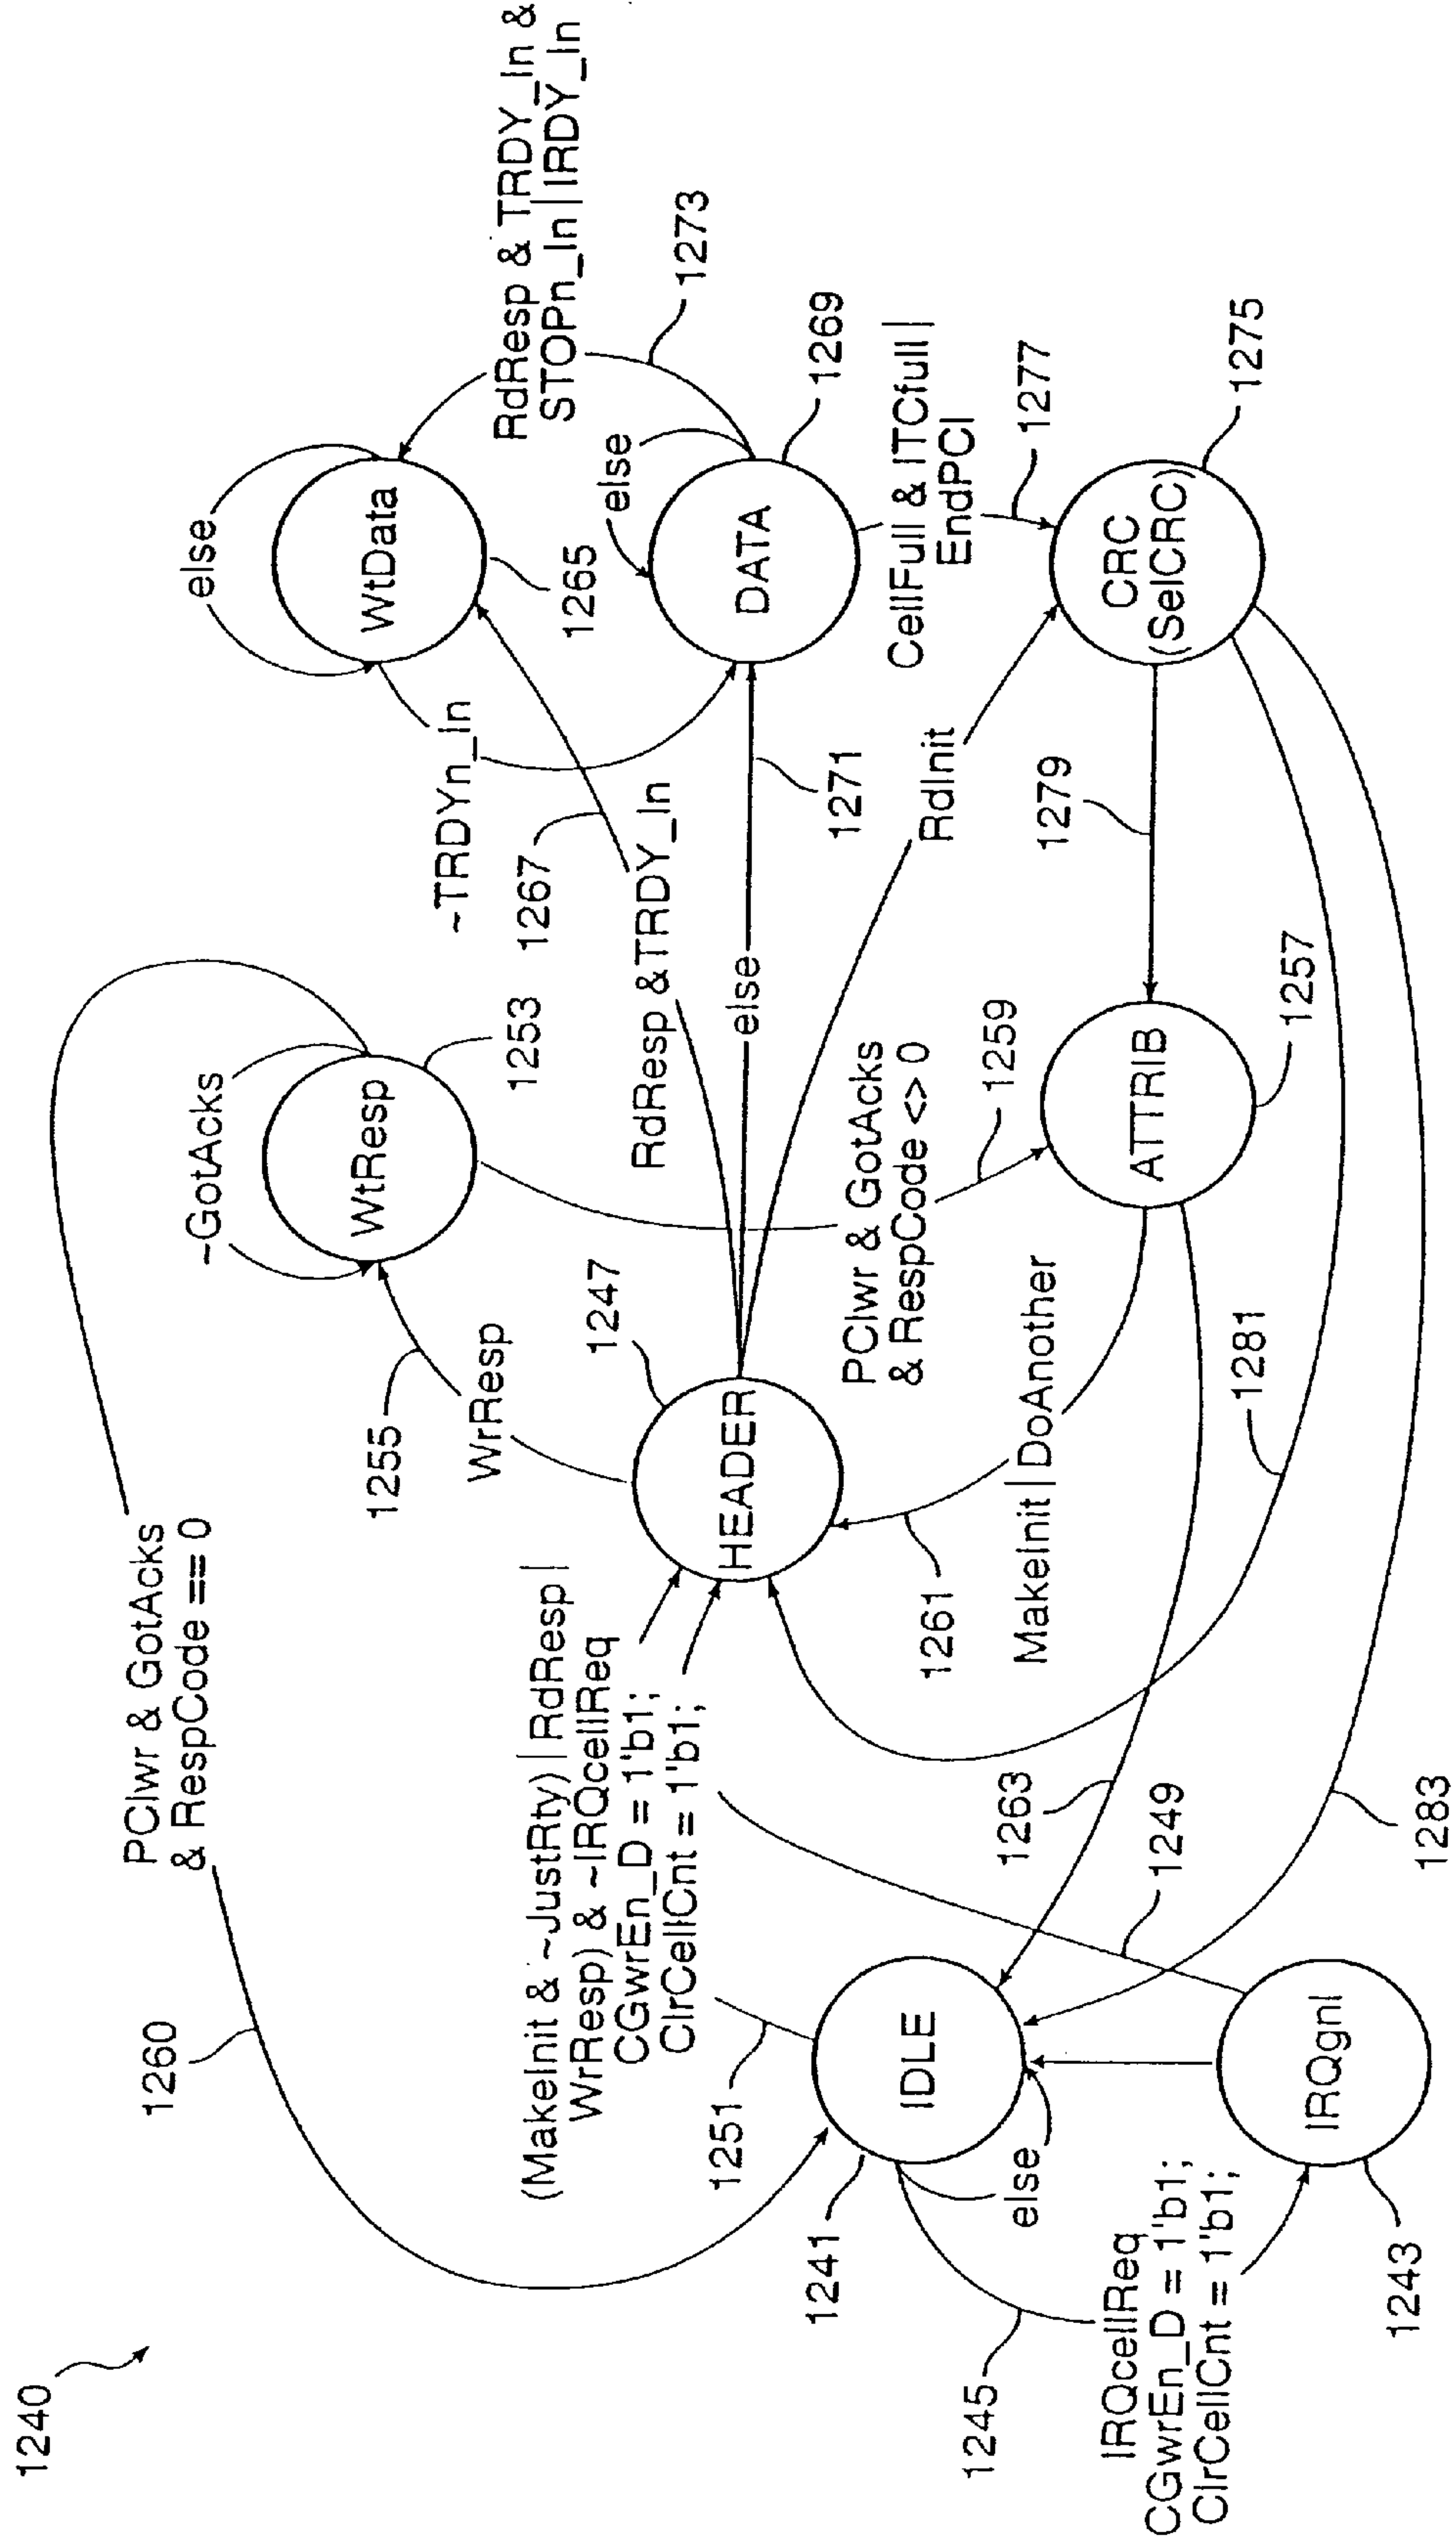 1240
1260
PCIwr & GotAcks
& RespCode == 0
~GotAcks
WtResp
1253
1255
WrResp
else
WtData
1265
~TRDYn_In
1267
RdResp & TRDY_In &
STOPn_In | IRDY_In
1273
else
DATA
1269
RdResp &TRDY_In
else
1271
RdInit
CellFull & ITCfull |
EndPCI
1277
CRC
(SelCRC)
1275
1279
(MakeInit & ~JustRty) | RdResp |
WrResp) & ~IRQcellReq
CGwrEn_D = 1'b1;
ClrCellCnt = 1'b1;
1247
HEADER
PCIwr & GotAcks
& RespCode <> 0
1259
ATTRIB
1257
MakeInit | DoAnother
1261
1281
1263
1249
1283
1251
IDLE
1241
else
1245
IRQcellReq
CGwrEn_D = 1'b1;
ClrCellCnt = 1'b1;
IRQgnl
1243